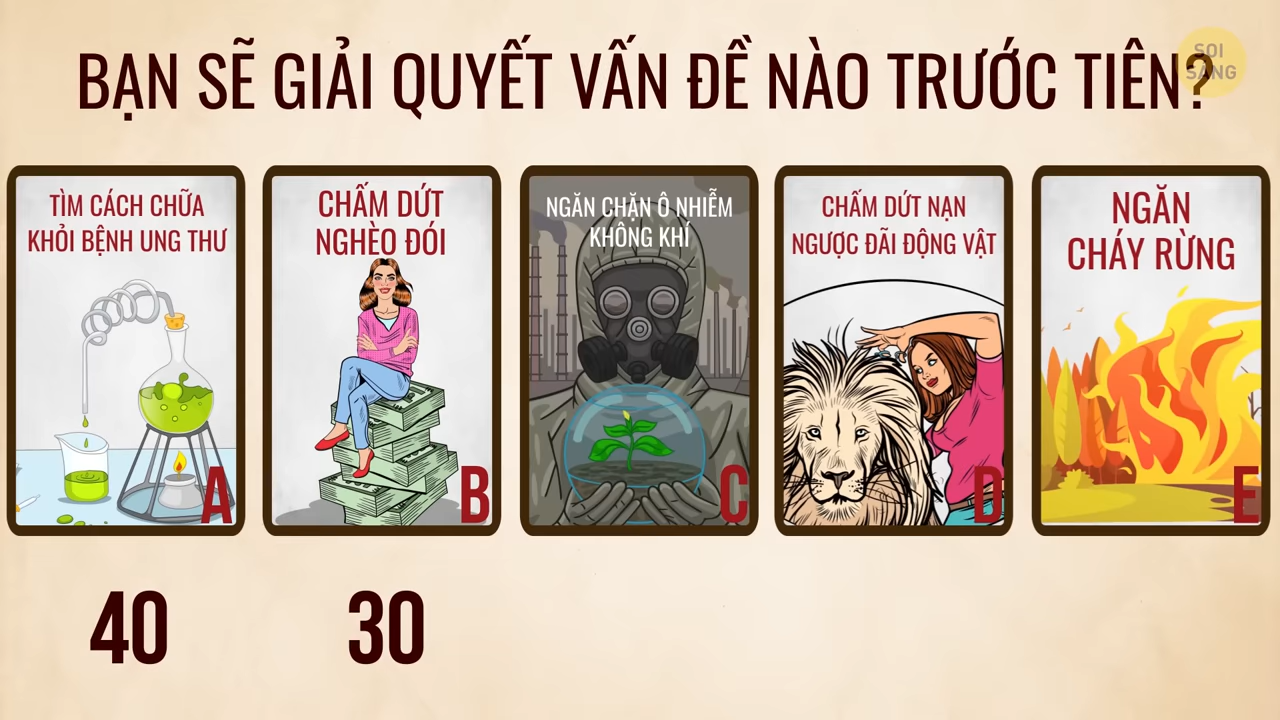 BẠN SẼ GIẢI QUYẾT VẤN ĐỀ NÀO TRƯỚC TIÊN?
SOI
SANG
TÌM CÁCH CHỮA
KHỎI BỆNH UNG THƯ
A
CHẤM DỨT
NGHÈO ĐÓI
B
NGĂN CHẶN Ô NHIỄM
KHÔNG KHÍ
C
CHẤM DỨT NẠN
NGƯỢC ĐÃI ĐỘNG VẬT
D
NGĂN
CHÁY RỪNG
E
40
30